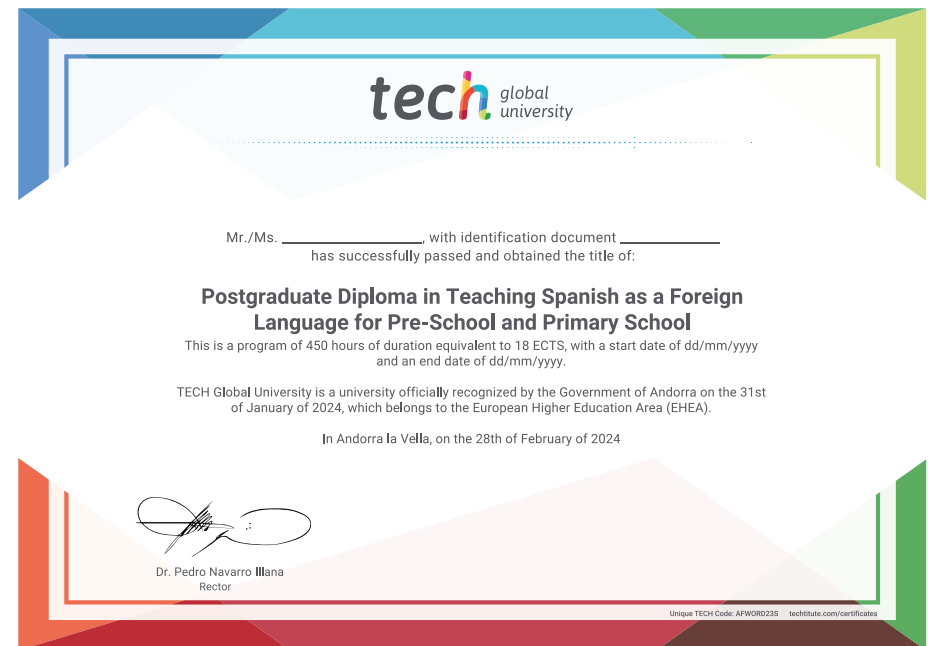 tech global
university
Mr./Ms. ____________________, with identification document ______________
has successfully passed and obtained the title of:
Postgraduate Diploma in Teaching Spanish as a Foreign
Language for Pre-School and Primary School
This is a program of 450 hours of duration equivalent to 18 ECTS, with a start date of dd/mm/yyyy
and an end date of dd/mm/yyyy.
TECH Global University is a university officially recognized by the Government of Andorra on the 31st
of January of 2024, which belongs to the European Higher Education Area (EHEA).
In Andorra la Vella, on the 28th of February of 2024
Dr. Pedro Navarro Illana
Rector
Unique TECH Code: AFWORD23S techtitute.com/certificates